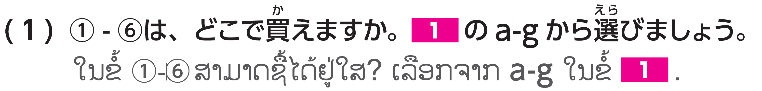 (1) ①-⑥は、どこで買えますか。 1 の a-g から選びましょう。
ໃນຂໍ້ ①-⑥ ສາມາດຊື້ໄດ້ຢູ່ໃສ? ເລືອກຈາກ a-g ໃນຂໍ້ 1 .